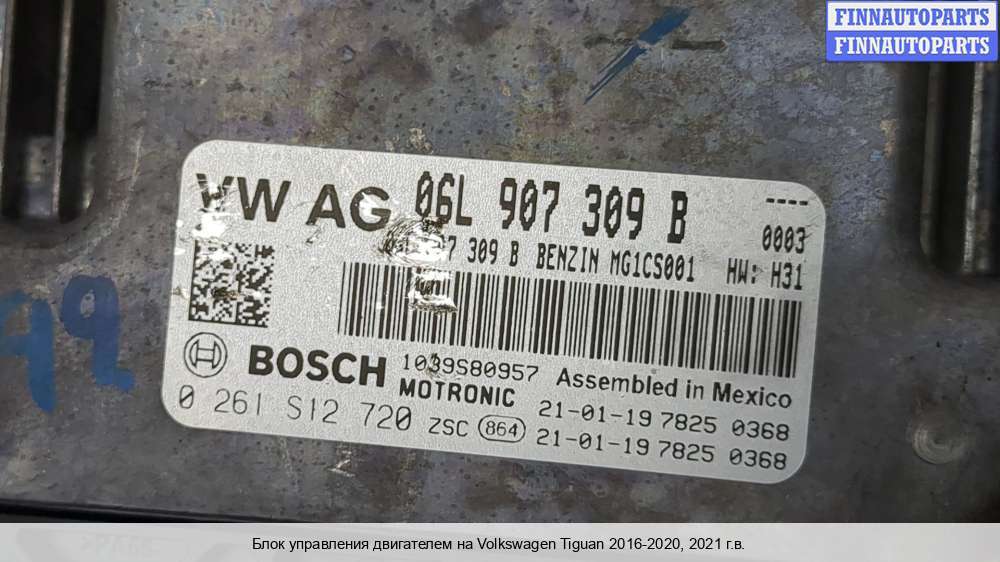 FINNAUTOPARTS
FINNAUTOPARTS
VW AG 06L 907 309 B ----
0003
309 B BENZIN MG1CS001 HW: H31
BOSCH 1039S80957 Assembled in Mexico
MOTRONIC 21-01-19 7825 0368
0 261 S12 720 ZSC 864 21-01-19 7825 0368
Блок управления двигателем на Volkswagen Tiguan 2016-2020, 2021 г.в.